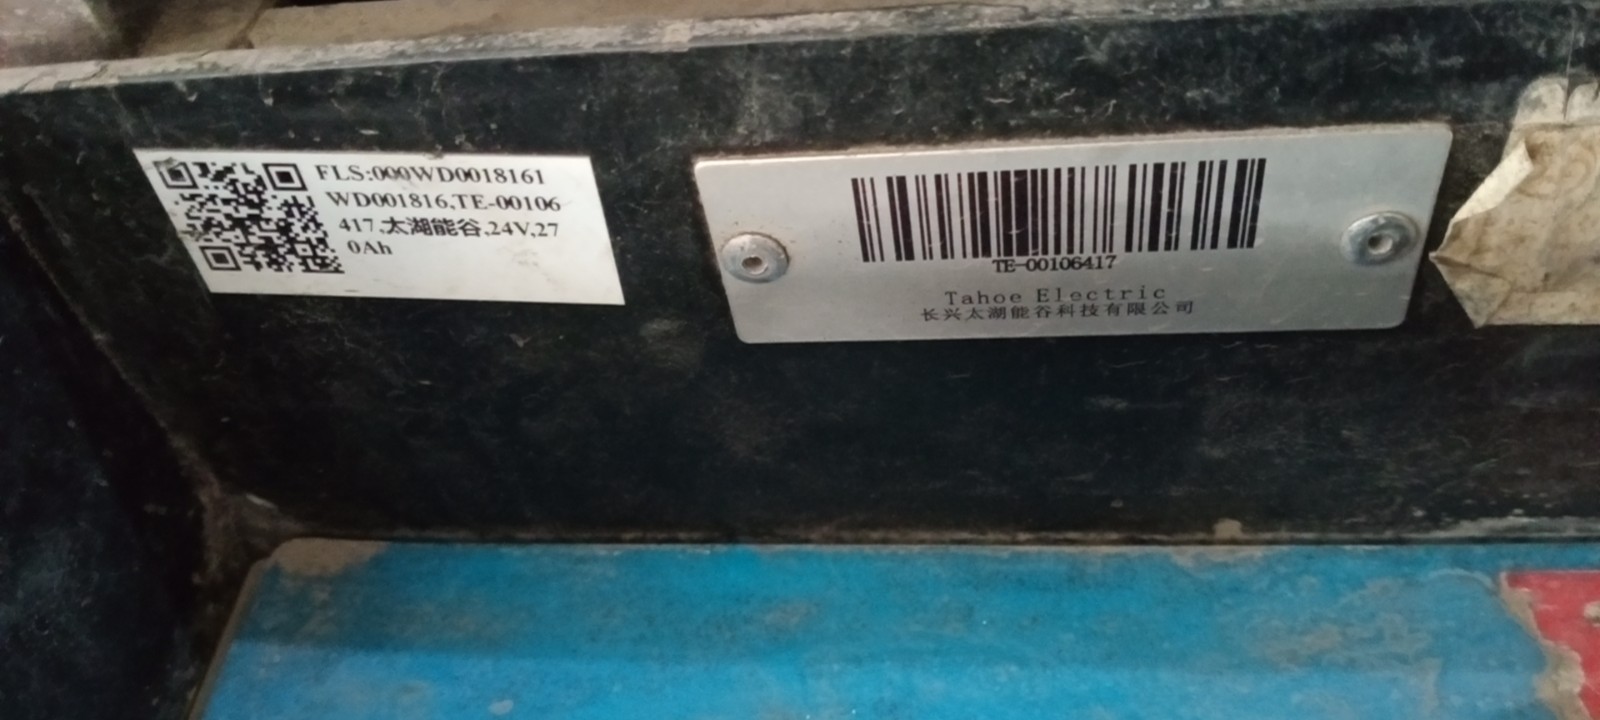 FLS:000WD0018161
WD001816,TE-00106
417,太湖能谷,24V,27
0Ah
TE-00106417
Tahoe Electric
长兴太湖能谷科技有限公司